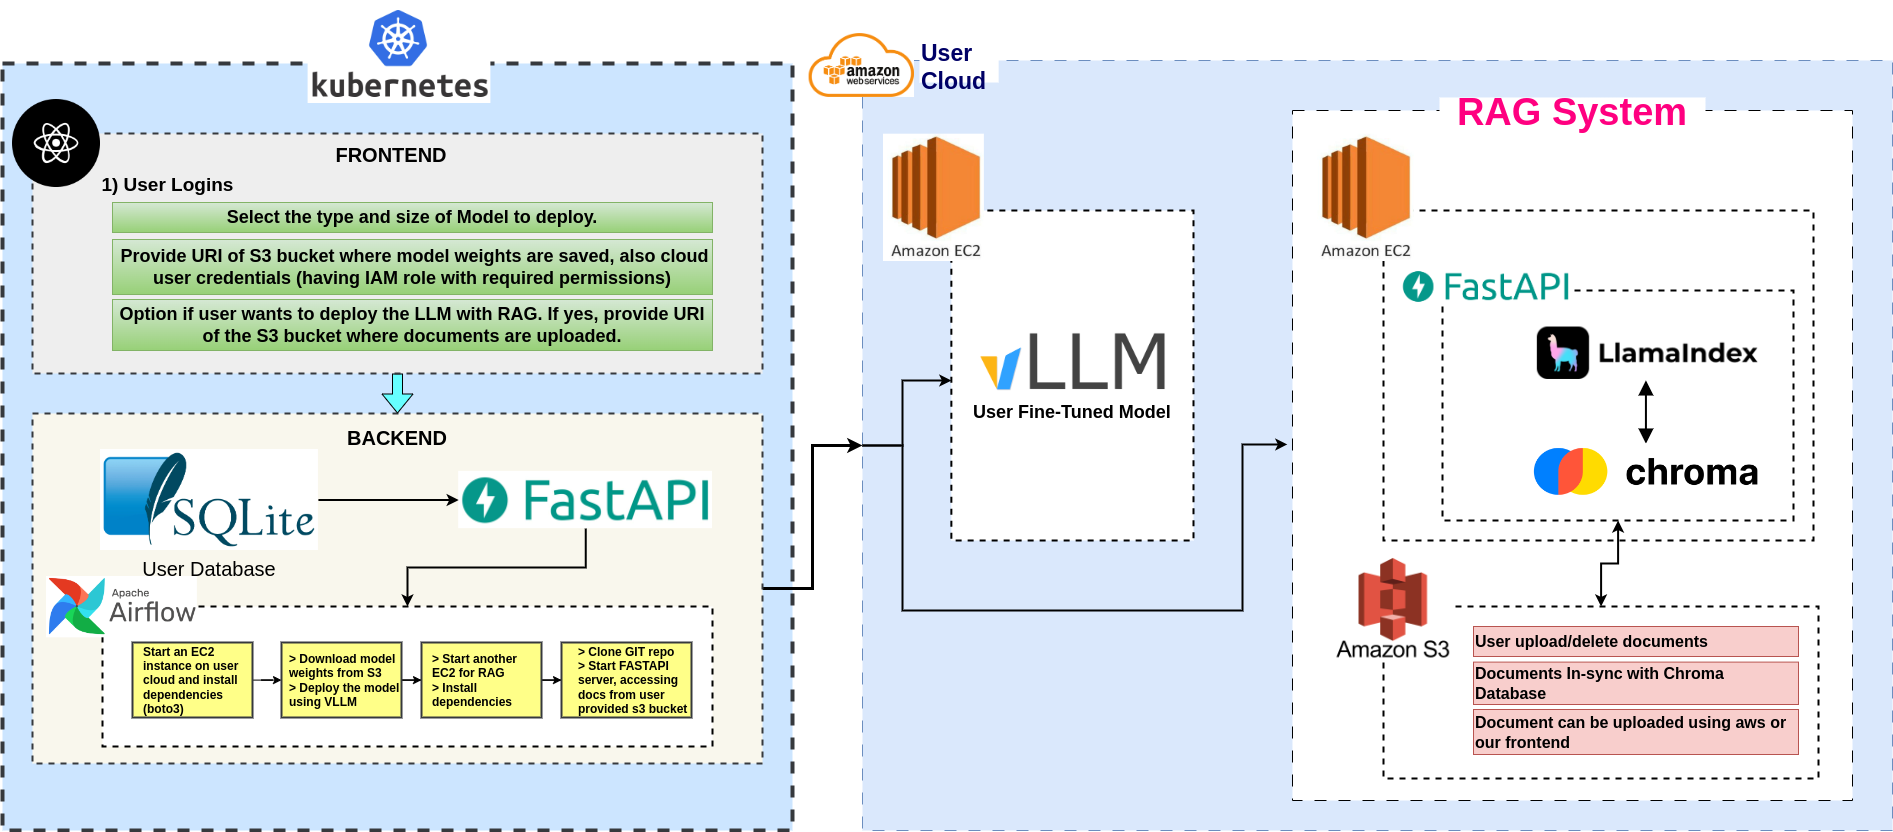 kubernetes
FRONTEND
1) User Logins
Select the type and size of Model to deploy.
Provide URI of S3 bucket where model weights are saved, also cloud
user credentials (having IAM role with required permissions)
Option if user wants to deploy the LLM with RAG. If yes, provide URI
of the S3 bucket where documents are uploaded.
BACKEND
SQLite
FastAPI
User Database
Apache
Airflow
Start an EC2
instance on user
cloud and install
dependencies
(boto3)
> Download model
weights from S3
> Deploy the model
using VLLM
> Start another
EC2 for RAG
> Install
dependencies
> Clone GIT repo
> Start FASTAPI
server, accessing
docs from user
provided s3 bucket
amazon
web services
User
Cloud
Amazon EC2
vLLM
User Fine-Tuned Model
RAG System
Amazon EC2
FastAPI
LlamaIndex
chroma
Amazon S3
User upload/delete documents
Documents In-sync with Chroma
Database
Document can be uploaded using aws or
our frontend